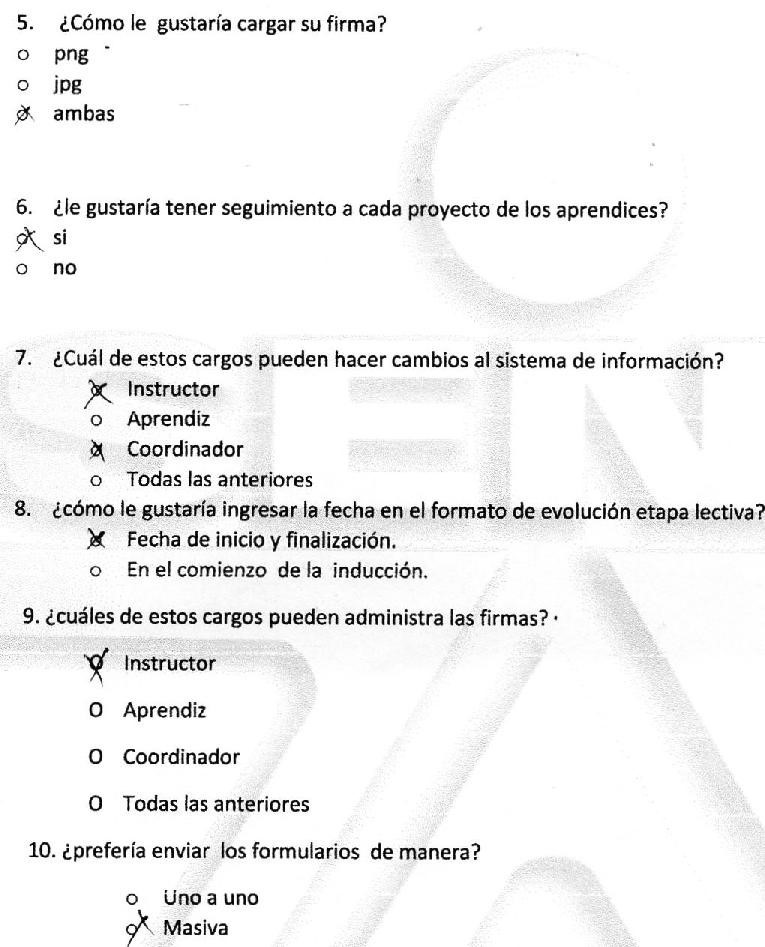 5. ¿Cómo le gustaría cargar su firma?
o png
o jpg
o ambas
6. ¿le gustaría tener seguimiento a cada proyecto de los aprendices?
o si
o no
7. ¿Cuál de estos cargos pueden hacer cambios al sistema de información?
o Instructor
o Aprendiz
o Coordinador
o Todas las anteriores
8. ¿cómo le gustaría ingresar la fecha en el formato de evolución etapa lectiva?
o Fecha de inicio y finalización.
o En el comienzo de la inducción.
9. ¿cuáles de estos cargos pueden administra las firmas?
O Instructor
O Aprendiz
O Coordinador
O Todas las anteriores
10. ¿prefería enviar los formularios de manera?
o Uno a uno
o Masiva
SEN